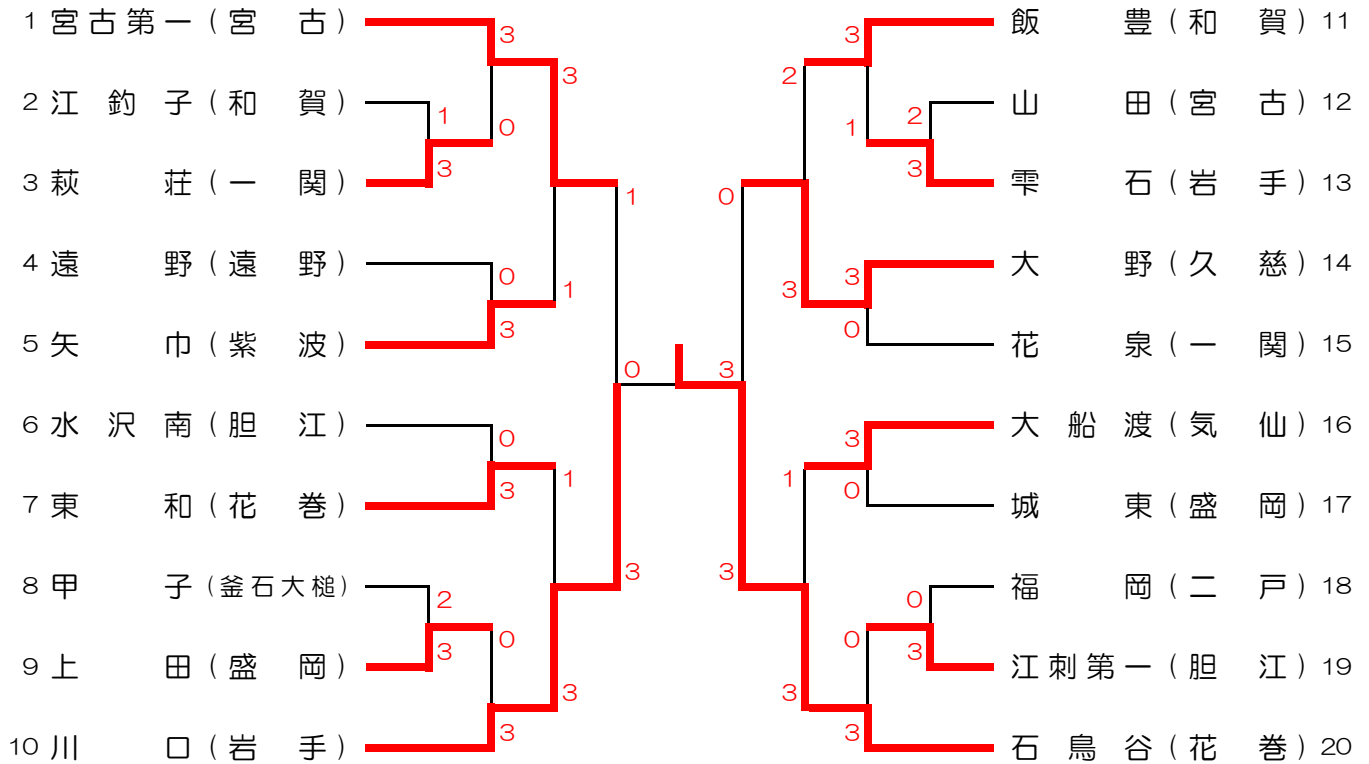 1 宮古第一（宮 古） 3 3 飯 豊（和 賀）11
3 2
2 江 釣 子（和 賀） 1 0 1 2 山 田（宮 古）12
3 萩 荘（一 関） 3 1 0 3 雫 石（岩 手）13
4 遠 野（遠 野） 0 1 3 3 大 野（久 慈）14
5 矢 巾（紫 波） 3 0 花 泉（一 関）15
0 3
6 水 沢 南（胆 江） 0 3 大 船 渡（気 仙）16
7 東 和（花 巻） 3 1 1 0 城 東（盛 岡）17
8 甲 子（釜石大槌） 2 3 3 0 福 岡（二 戸）18
9 上 田（盛 岡） 3 0 0 3 江刺第一（胆 江）19
3 3
10 川 口（岩 手） 3 3 石 鳥 谷（花 巻）20